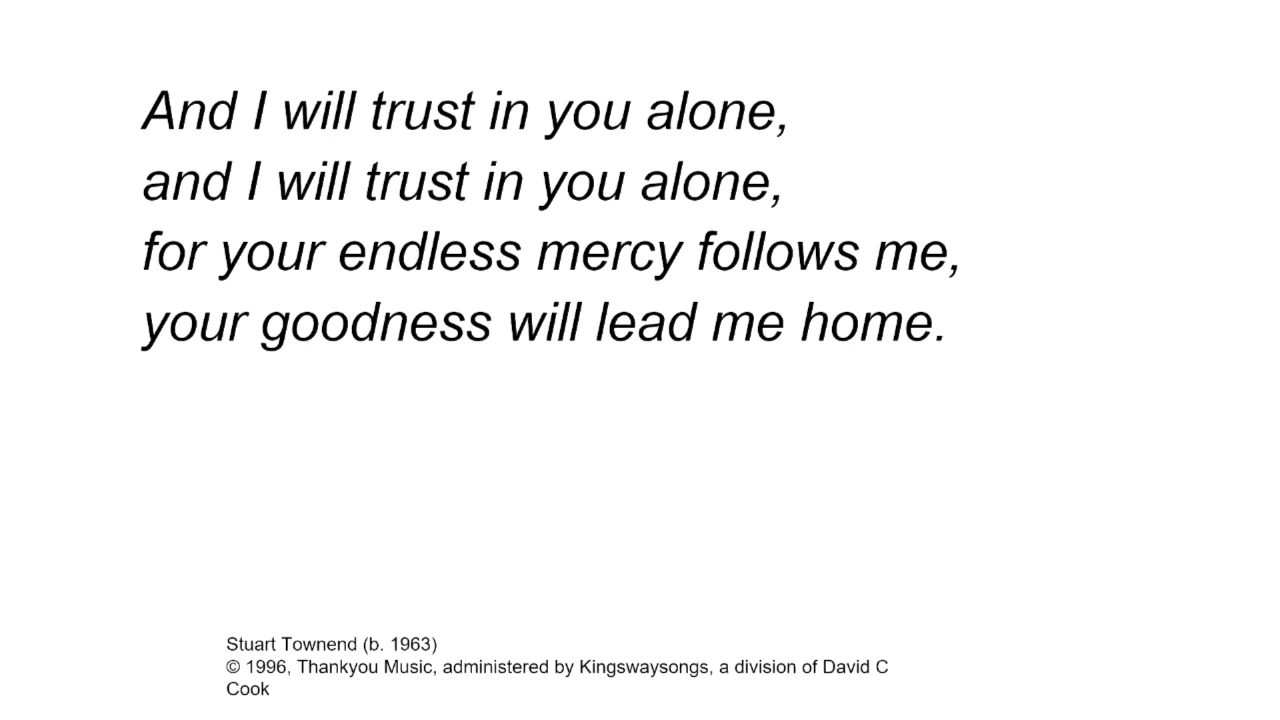 And I will trust in you alone,
and I will trust in you alone,
for your endless mercy follows me,
your goodness will lead me home.
Stuart Townend (b. 1963)
© 1996, Thankyou Music, administered by Kingswaysongs, a division of David C
Cook